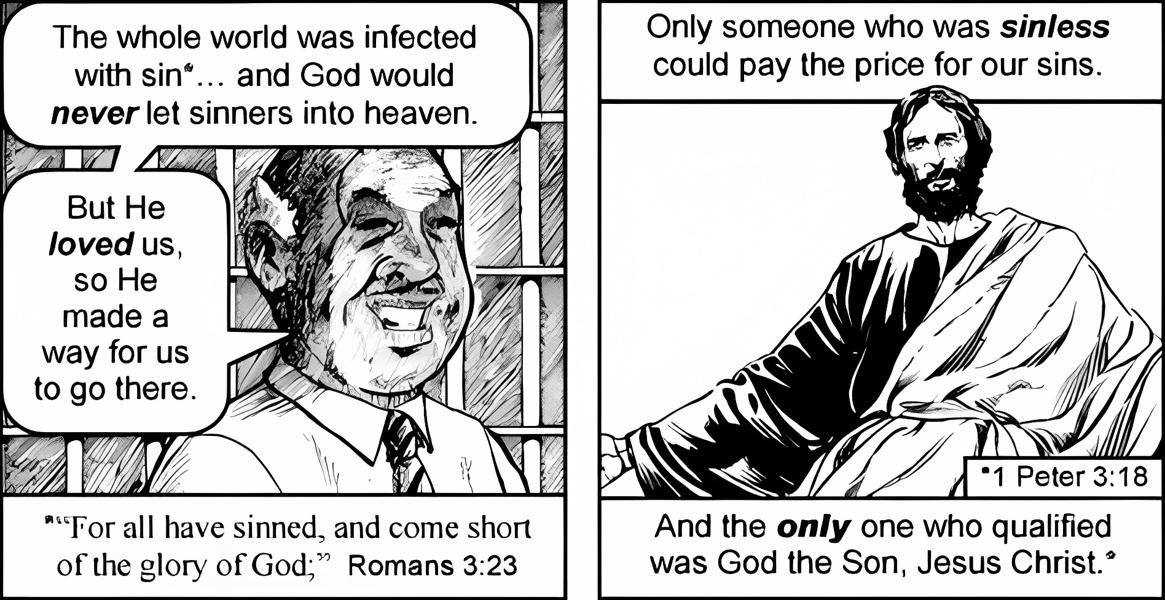 The whole world was infected
with sin*... and God would
never let sinners into heaven.
But He
loved us,
so He
made a
way for us
to go there.
*"For all have sinned, and come short
of the glory of God;" Romans 3:23
Only someone who was sinless
could pay the price for our sins.
*1 Peter 3:18
And the only one who qualified
was God the Son, Jesus Christ.*